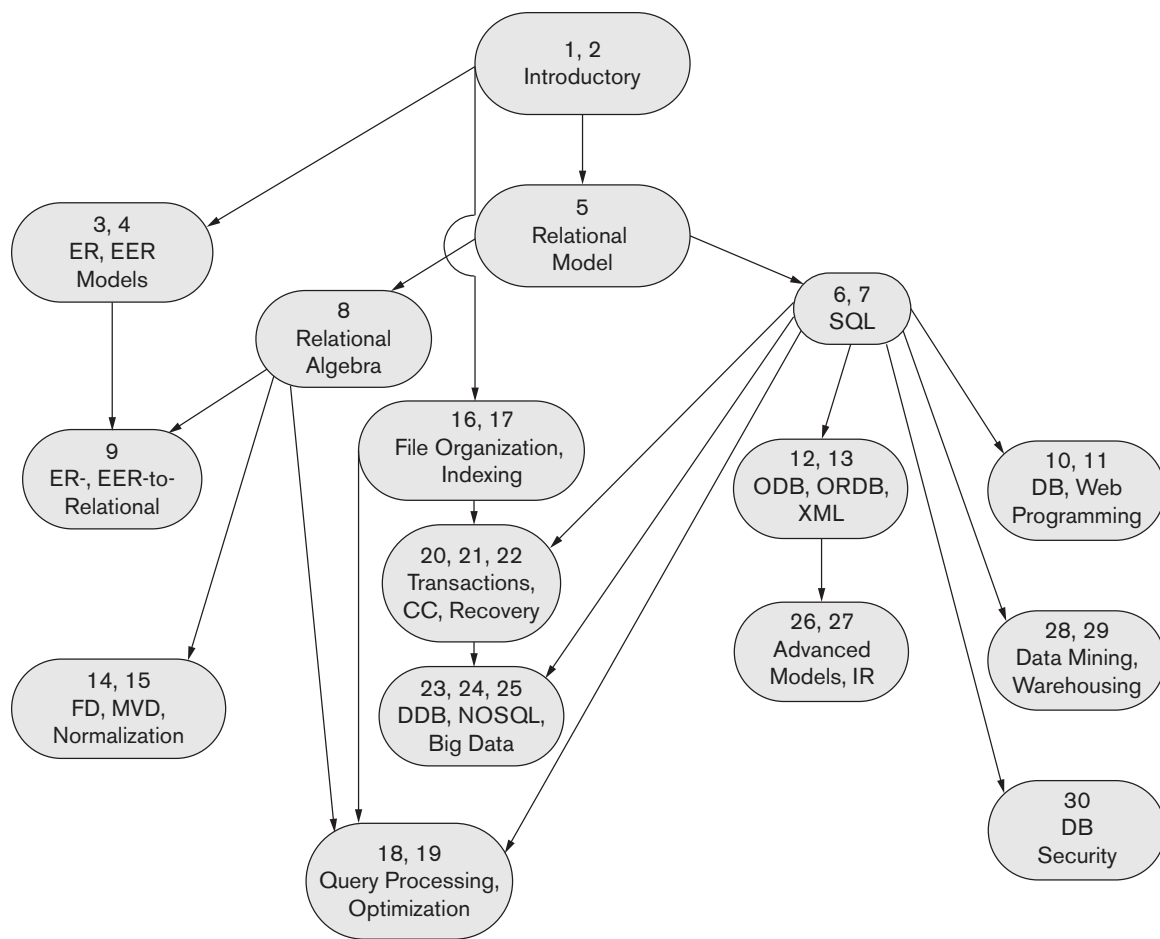 1, 2
Introductory
3, 4
ER, EER
Models
5
Relational
Model
6, 7
SQL
8
Relational
Algebra
9
ER-, EER-to-
Relational
16, 17
File Organization,
Indexing
12, 13
ODB, ORDB,
XML
10, 11
DB, Web
Programming
20, 21, 22
Transactions,
CC, Recovery
26, 27
Advanced
Models, IR
28, 29
Data Mining,
Warehousing
14, 15
FD, MVD,
Normalization
23, 24, 25
DDB, NOSQL,
Big Data
30
DB
Security
18, 19
Query Processing,
Optimization